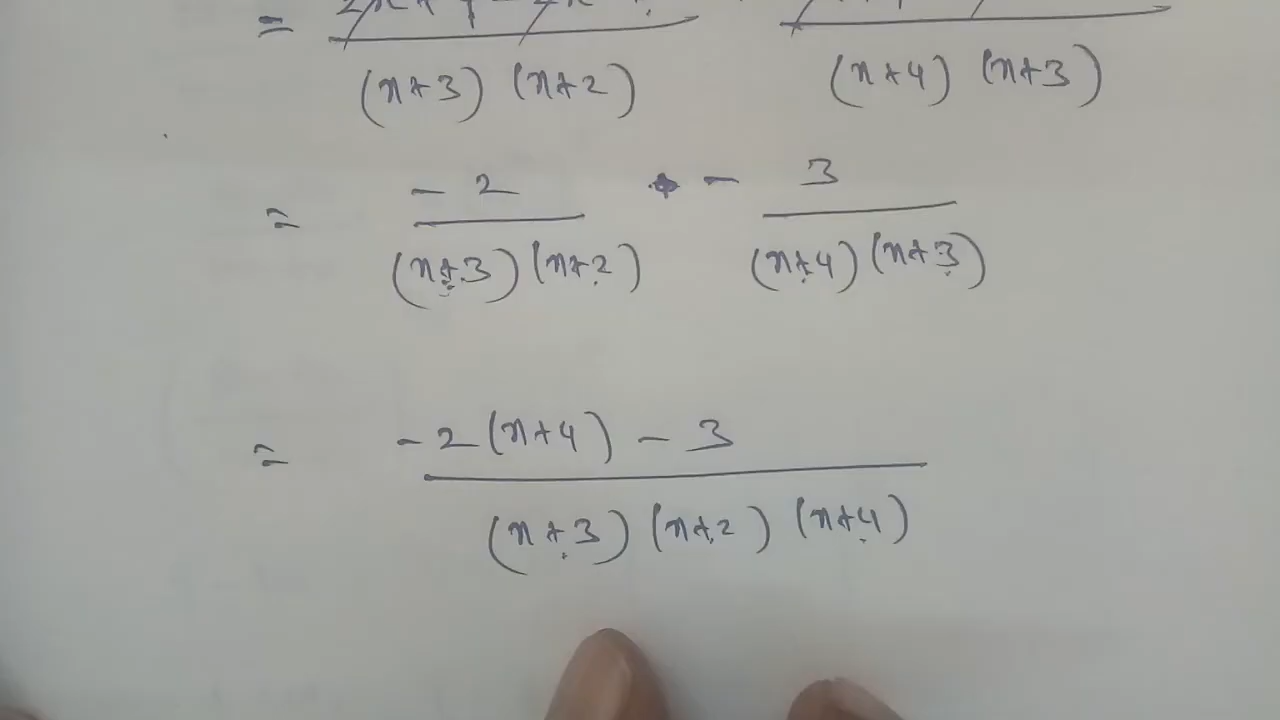 =
(x+3) (x+2) (x+4) (x+3)
= - 2 / (x+3)(x+2) - 3 / (x+4)(x+3)
= -2(x+4) - 3 / (x+3)(x+2)(x+4)